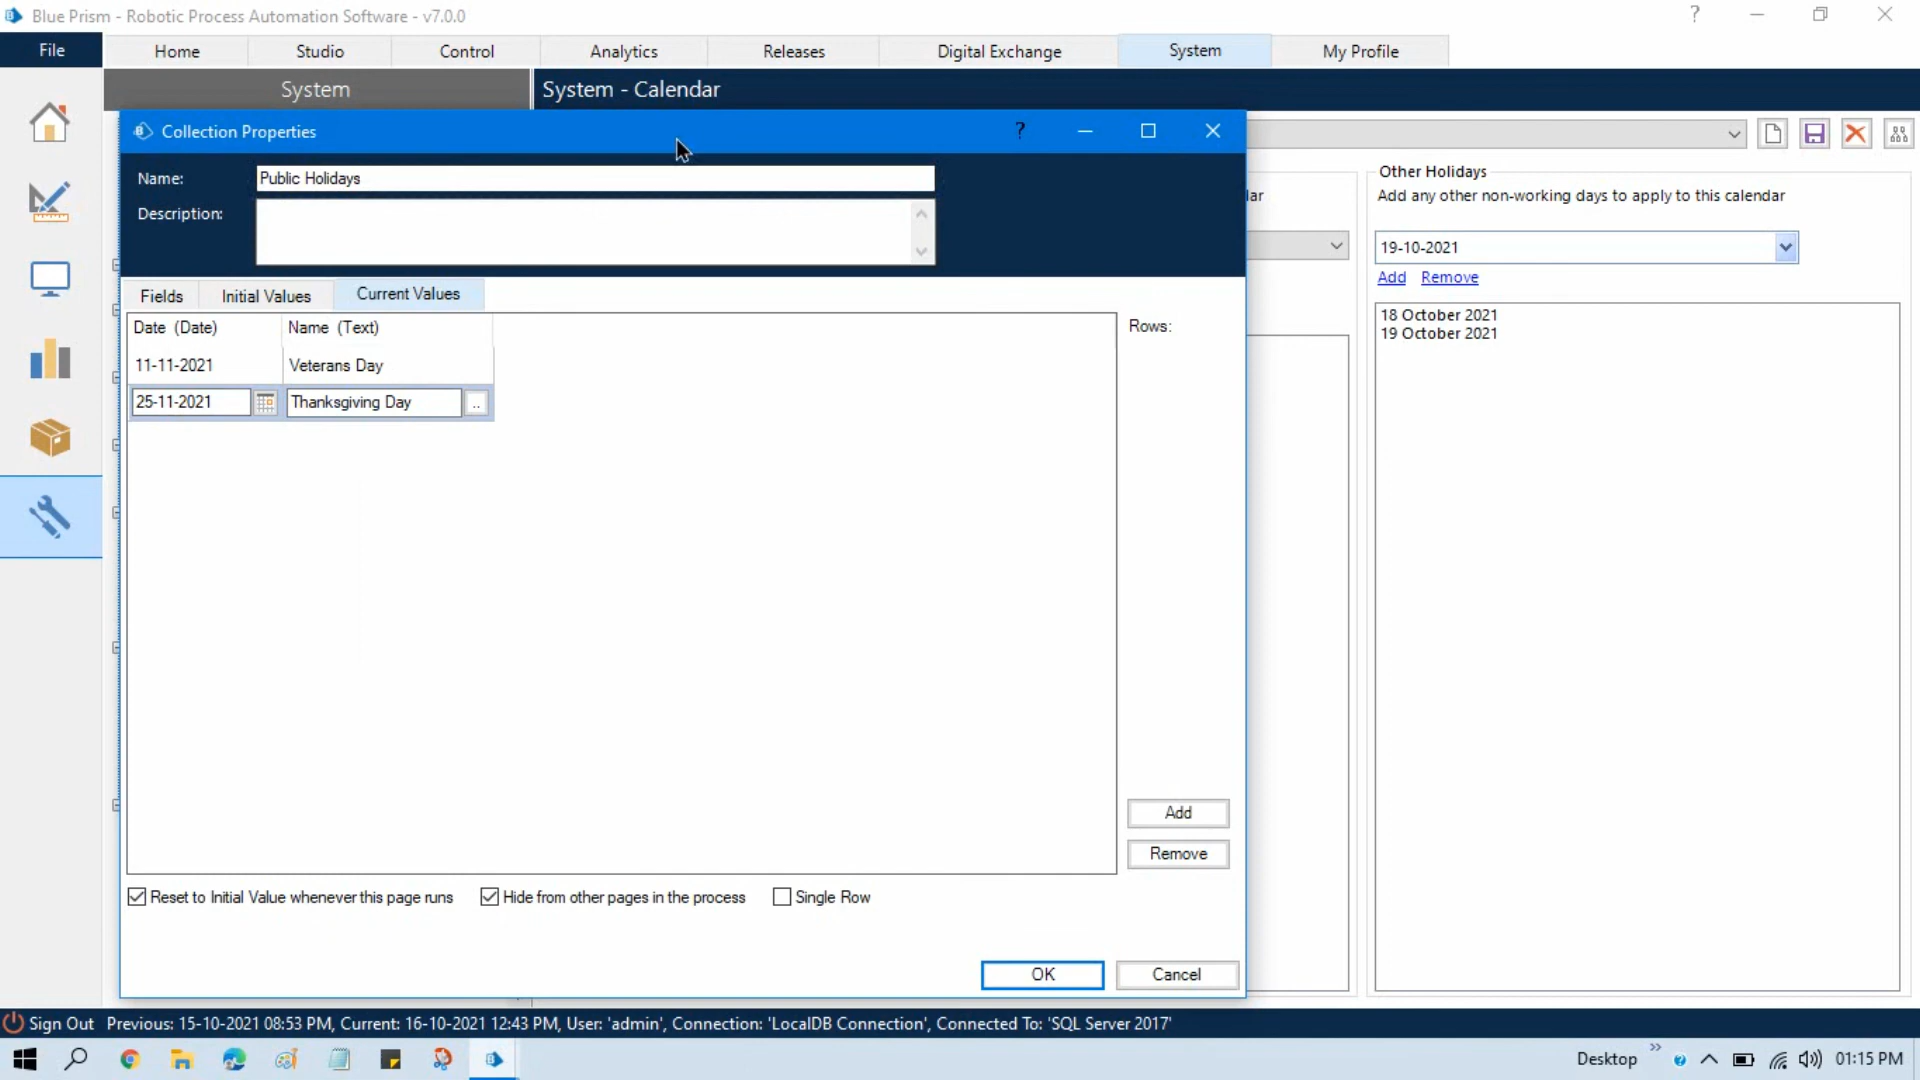 Blue Prism - Robotic Process Automation Software - v7.0.0
?
File
Home
Studio
Control
Analytics
Releases
Digital Exchange
System
My Profile
System
System - Calendar
Collection Properties
?
Name:
Public Holidays
Description:
Fields
Initial Values
Current Values
Date (Date)
Name (Text)
11-11-2021
Veterans Day
25-11-2021
Thanksgiving Day
..
Rows:
Add
Remove
Reset to Initial Value whenever this page runs
Hide from other pages in the process
Single Row
OK
Cancel
lar
Other Holidays
Add any other non-working days to apply to this calendar
19-10-2021
Add Remove
18 October 2021
19 October 2021
Sign Out Previous: 15-10-2021 08:53 PM, Current: 16-10-2021 12:43 PM, User: 'admin', Connection: 'LocalDB Connection', Connected To: 'SQL Server 2017'
Desktop
01:15 PM